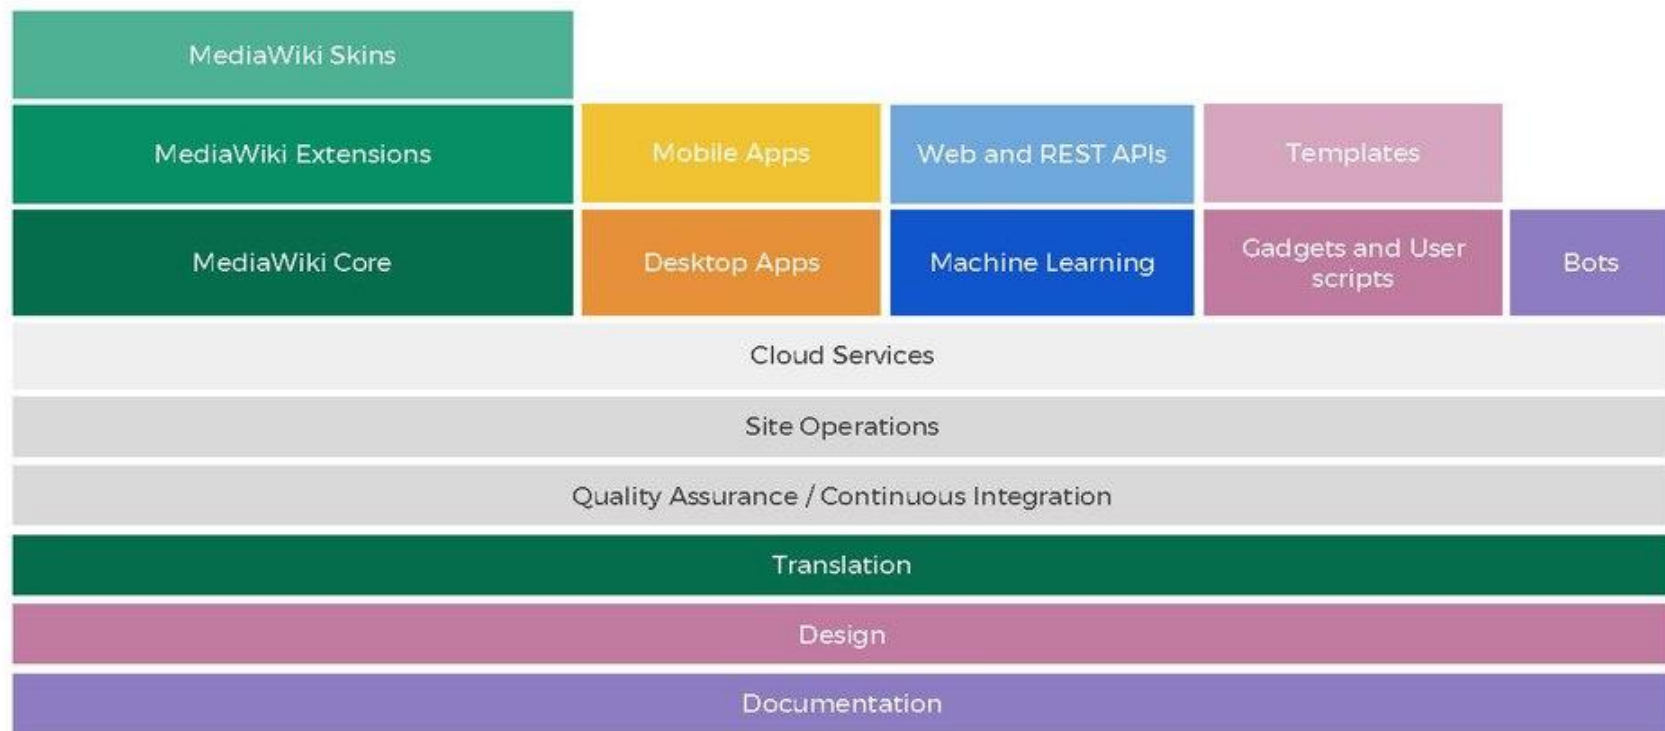 MediaWiki Skins
MediaWiki Extensions
Mobile Apps
Web and REST APIs
Templates
MediaWiki Core
Desktop Apps
Machine Learning
Gadgets and User
scripts
Bots
Cloud Services
Site Operations
Quality Assurance / Continuous Integration
Translation
Design
Documentation